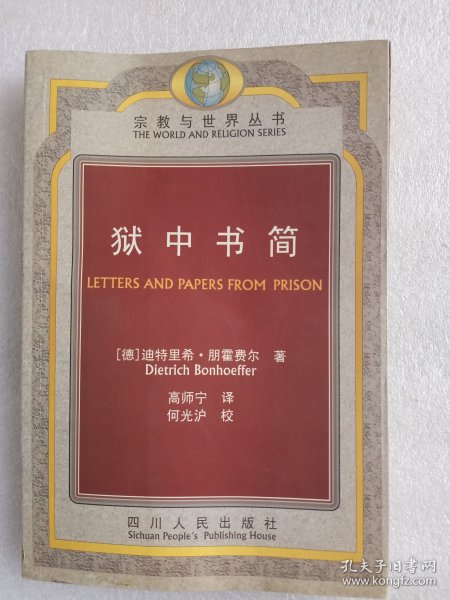 宗教与世界丛书
THE WORLD AND RELIGION SERIES
狱中书简
LETTERS AND PAPERS FROM PRISON
[德]迪特里希·朋霍费尔 著
Dietrich Bonhoeffer
高师宁 译
何光沪 校
四川人民出版社
Sichuan People's Publishing House
孔夫子旧书网
www.kongfz.com